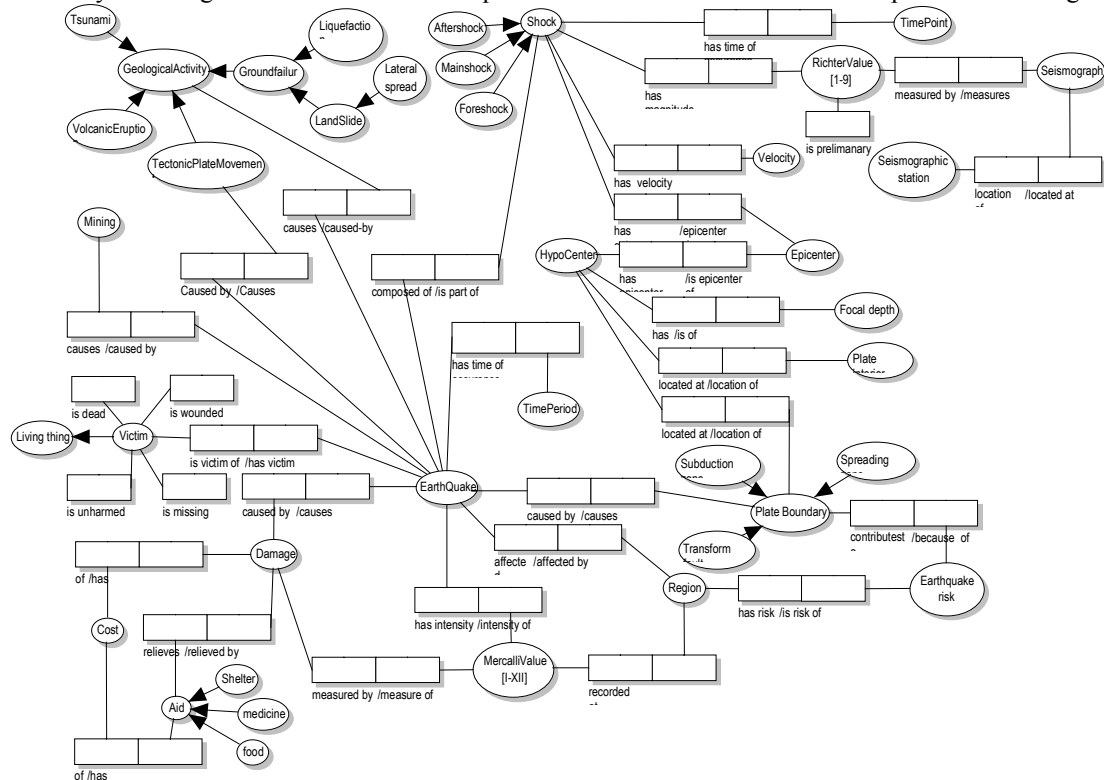 Tsunami
Liquefactio
GeologicalActivity
Groundfailur
Lateral
spread
VolcanicEruptio
LandSlide
TectonicPlateMovemen
Aftershock
Shock
Mainshock
Foreshock
has time of
TimePoint
has
RichterValue
[1-9]
is prelimanary
measured by /measures
Seismograph
Seismographic
station
location /located at
has velocity
Velocity
has /epicenter
HypoCenter
has /is epicenter
of
Epicenter
has /is of
Focal depth
located at /location of
Plate
located at /location of
causes /caused-by
Mining
Caused by /Causes
composed of /is part of
causes /caused by
has time of
TimePeriod
is dead
is wounded
Living thing
Victim
is victim of /has victim
is unharmed
is missing
caused by /causes
EarthQuake
caused by /causes
Subduction
Spreading
Plate Boundary
Transform
contributest /because of
affecte /affected by
d
Damage
of /has
Region
has risk /is risk of
Earthquake
risk
has intensity /intensity of
Cost
relieves /relieved by
measured by /measure of
MercalliValue
[I-XII]
recorded
Shelter
Aid
medicine
food
of /has